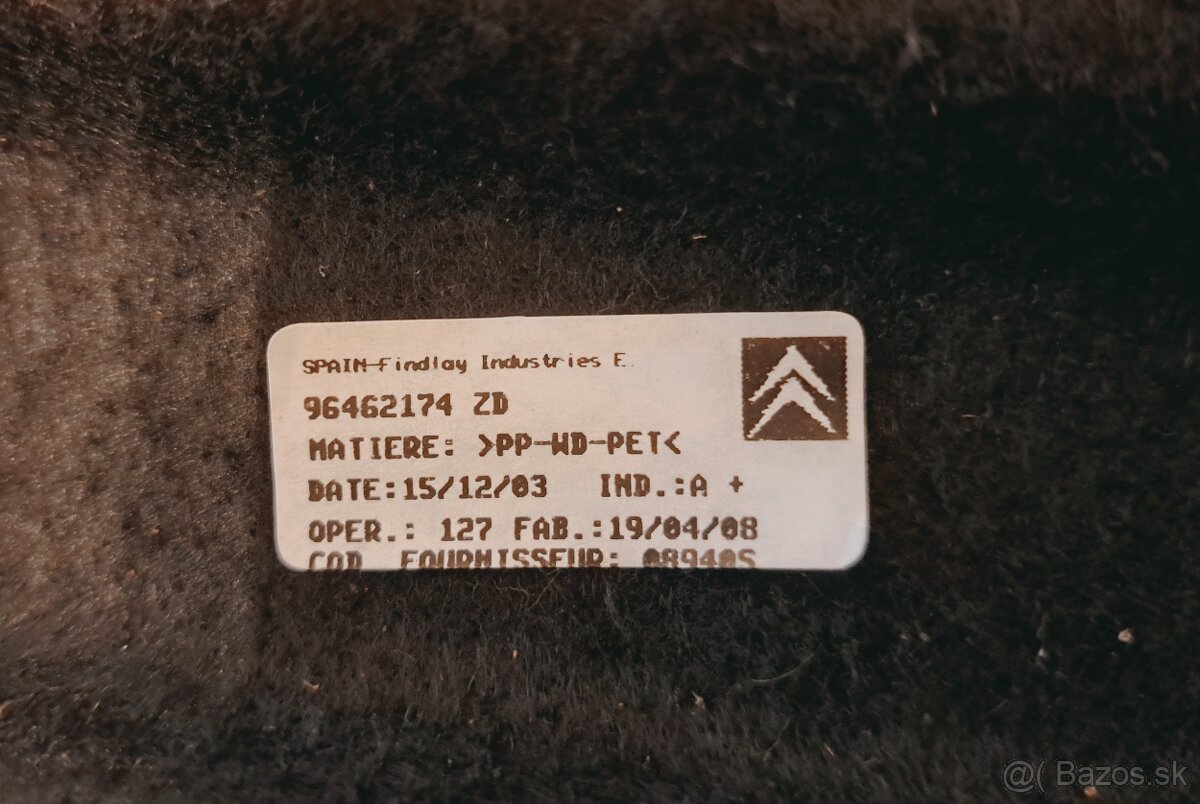 SPAIN-Findlay Industries E.
96462174 ZD
MATIERE: >PP-WD-PET<
DATE:15/12/03 IND.:A +
OPER.: 127 FAB.:19/04/08
COD FOURNISSEUR: 08940S
@( Bazos.sk